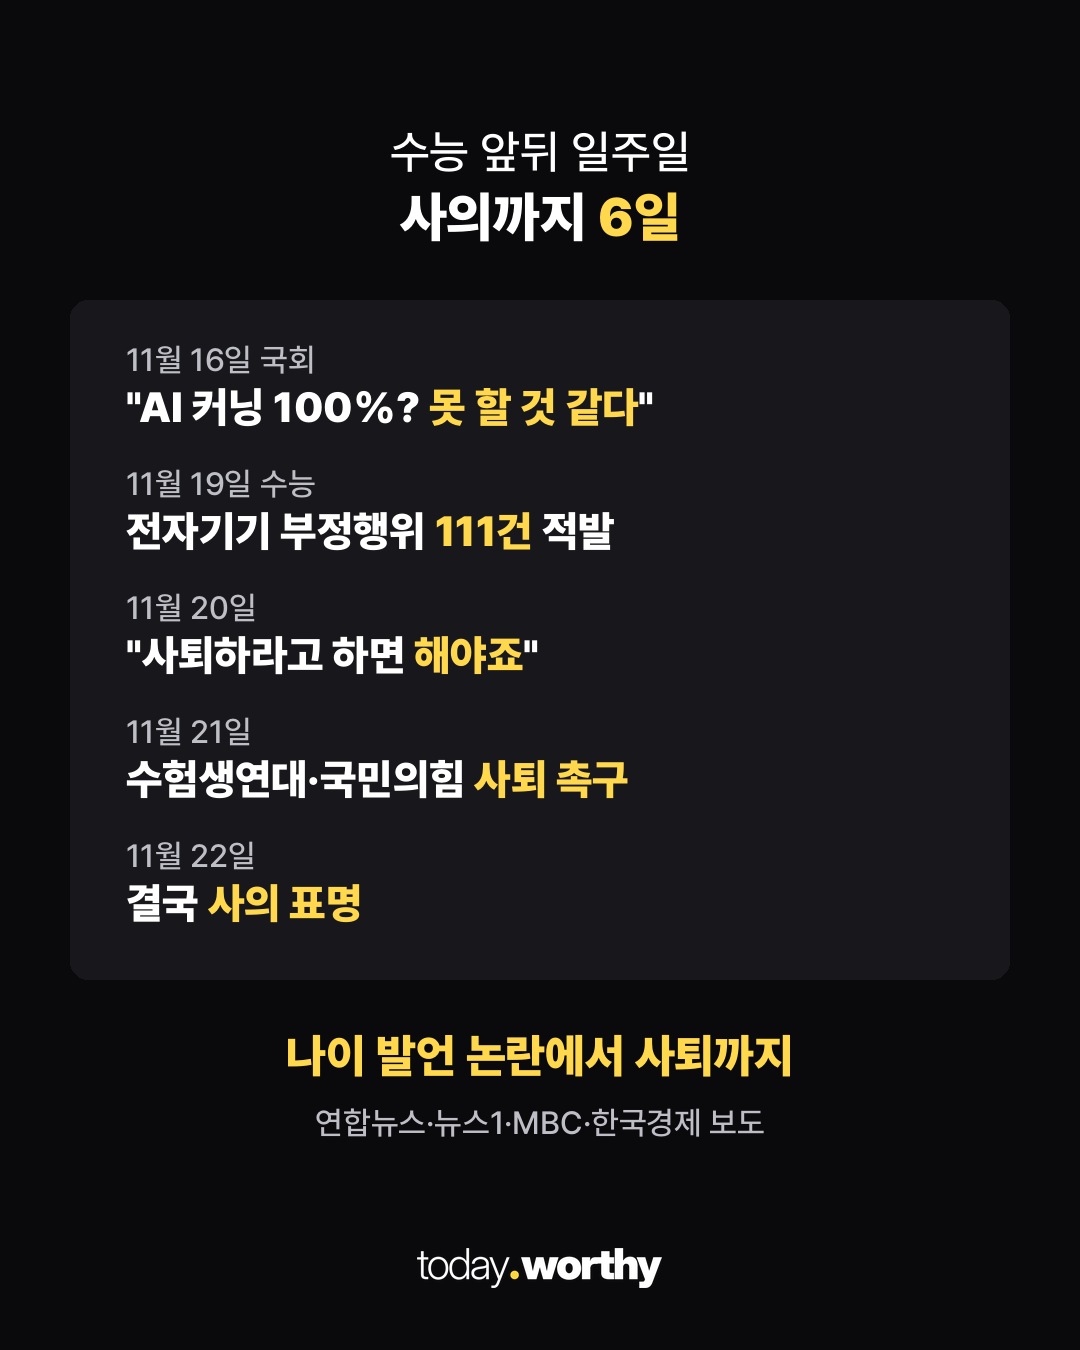 수능 앞뒤 일주일
사의까지 6일
11월 16일 국회
"AI 커닝 100%? 못 할 것 같다"
11월 19일 수능
전자기기 부정행위 111건 적발
11월 20일
"사퇴하라고 하면 해야죠"
11월 21일
수험생연대·국민의힘 사퇴 촉구
11월 22일
결국 사의 표명
나이 발언 논란에서 사퇴까지
연합뉴스·뉴스1·MBC·한국경제 보도
today.worthy